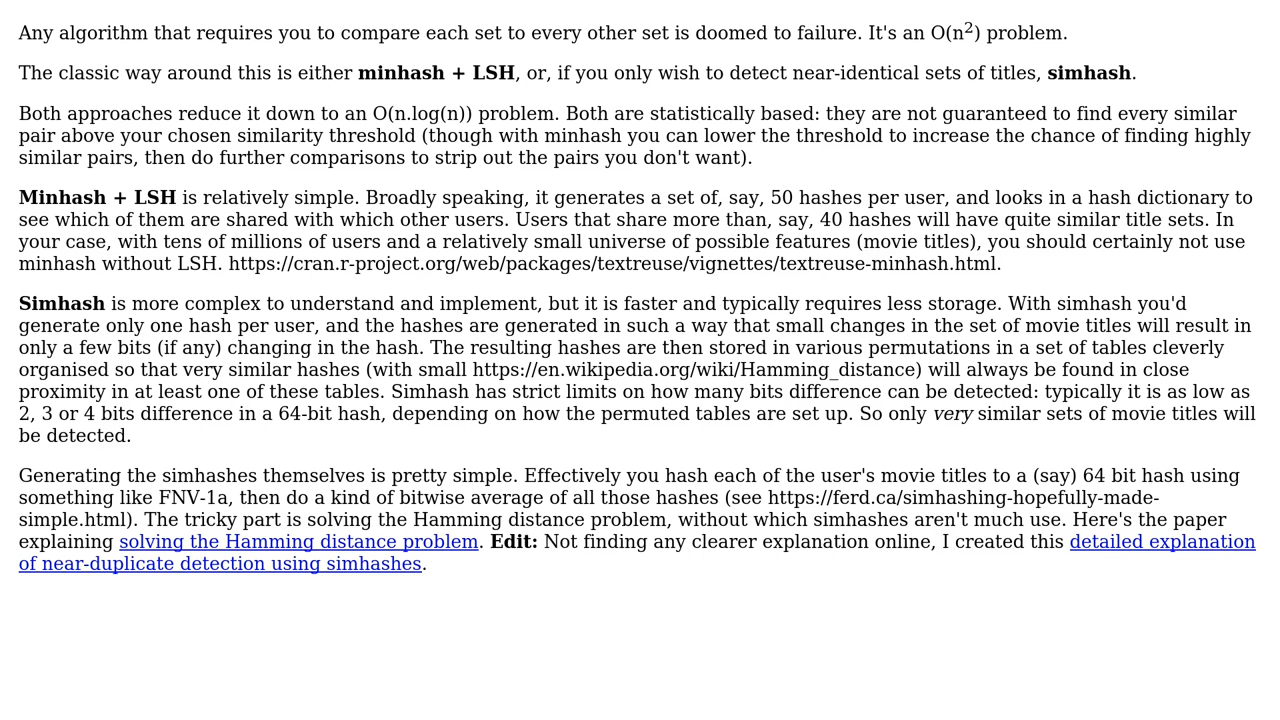 Any algorithm that requires you to compare each set to every other set is doomed to failure. It's an O(n2) problem.
The classic way around this is either minhash + LSH, or, if you only wish to detect near-identical sets of titles, simhash.
Both approaches reduce it down to an O(n.log(n)) problem. Both are statistically based: they are not guaranteed to find every similar
pair above your chosen similarity threshold (though with minhash you can lower the threshold to increase the chance of finding highly
similar pairs, then do further comparisons to strip out the pairs you don't want).
Minhash + LSH is relatively simple. Broadly speaking, it generates a set of, say, 50 hashes per user, and looks in a hash dictionary to
see which of them are shared with which other users. Users that share more than, say, 40 hashes will have quite similar title sets. In
your case, with tens of millions of users and a relatively small universe of possible features (movie titles), you should certainly not use
minhash without LSH. https://cran.r-project.org/web/packages/textreuse/vignettes/textreuse-minhash.html.
Simhash is more complex to understand and implement, but it is faster and typically requires less storage. With simhash you'd
generate only one hash per user, and the hashes are generated in such a way that small changes in the set of movie titles will result in
only a few bits (if any) changing in the hash. The resulting hashes are then stored in various permutations in a set of tables cleverly
organised so that very similar hashes (with small https://en.wikipedia.org/wiki/Hamming_distance) will always be found in close
proximity in at least one of these tables. Simhash has strict limits on how many bits difference can be detected: typically it is as low as
2, 3 or 4 bits difference in a 64-bit hash, depending on how the permuted tables are set up. So only very similar sets of movie titles will
be detected.
Generating the simhashes themselves is pretty simple. Effectively you hash each of the user's movie titles to a (say) 64 bit hash using
something like FNV-1a, then do a kind of bitwise average of all those hashes (see https://ferd.ca/simhashing-hopefully-made-
simple.html). The tricky part is solving the Hamming distance problem, without which simhashes aren't much use. Here's the paper
explaining solving the Hamming distance problem. Edit: Not finding any clearer explanation online, I created this detailed explanation
of near-duplicate detection using simhashes.